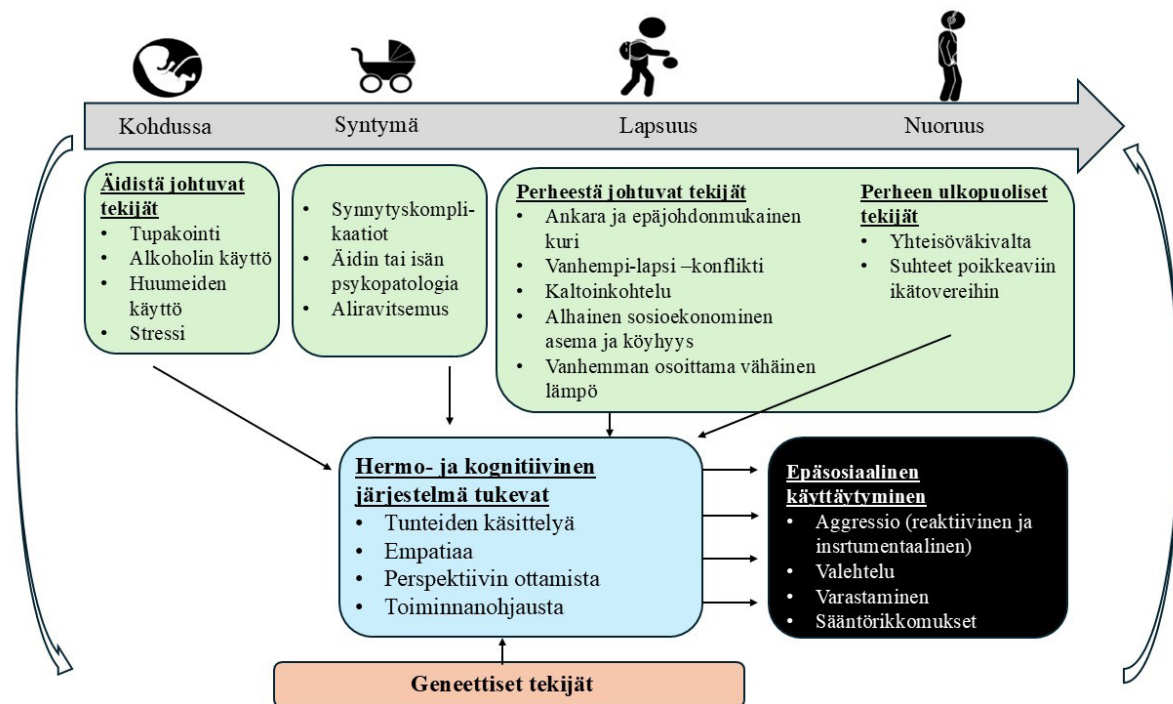 Kohdussa
Syntymä
Lapsuus
Nuoruus
Äidistä johtuvat
tekijät
• Tupakointi
• Alkoholin käyttö
• Huumeiden
käyttö
• Stressi
• Synnytyskompli-
kaatiot
• Äidin tai isän
psykopatologia
• Aliravitsemus
Perheestä johtuvat tekijät
• Ankara ja epäjohdonmukainen
kuri
• Vanhempi-lapsi –konflikti
• Kaltoinkohtelu
• Alhainen sosioekonominen
asema ja köyhyys
• Vanhemman osoittama vähäinen
lämpö
Perheen ulkopuoliset
tekijät
• Yhteisöväkivalta
• Suhteet poikkeaviin
ikätovereihin
Hermo- ja kognitiivinen
järjestelmä tukevat
• Tunteiden käsittelyä
• Empatiaa
• Perspektiivin ottamista
• Toiminnanohjausta
Epäsosiaalinen
käyttäytyminen
• Aggressio (reaktiivinen ja
insrtumentaalinen)
• Valehtelu
• Varastaminen
• Sääntörikkomukset
Geneettiset tekijät